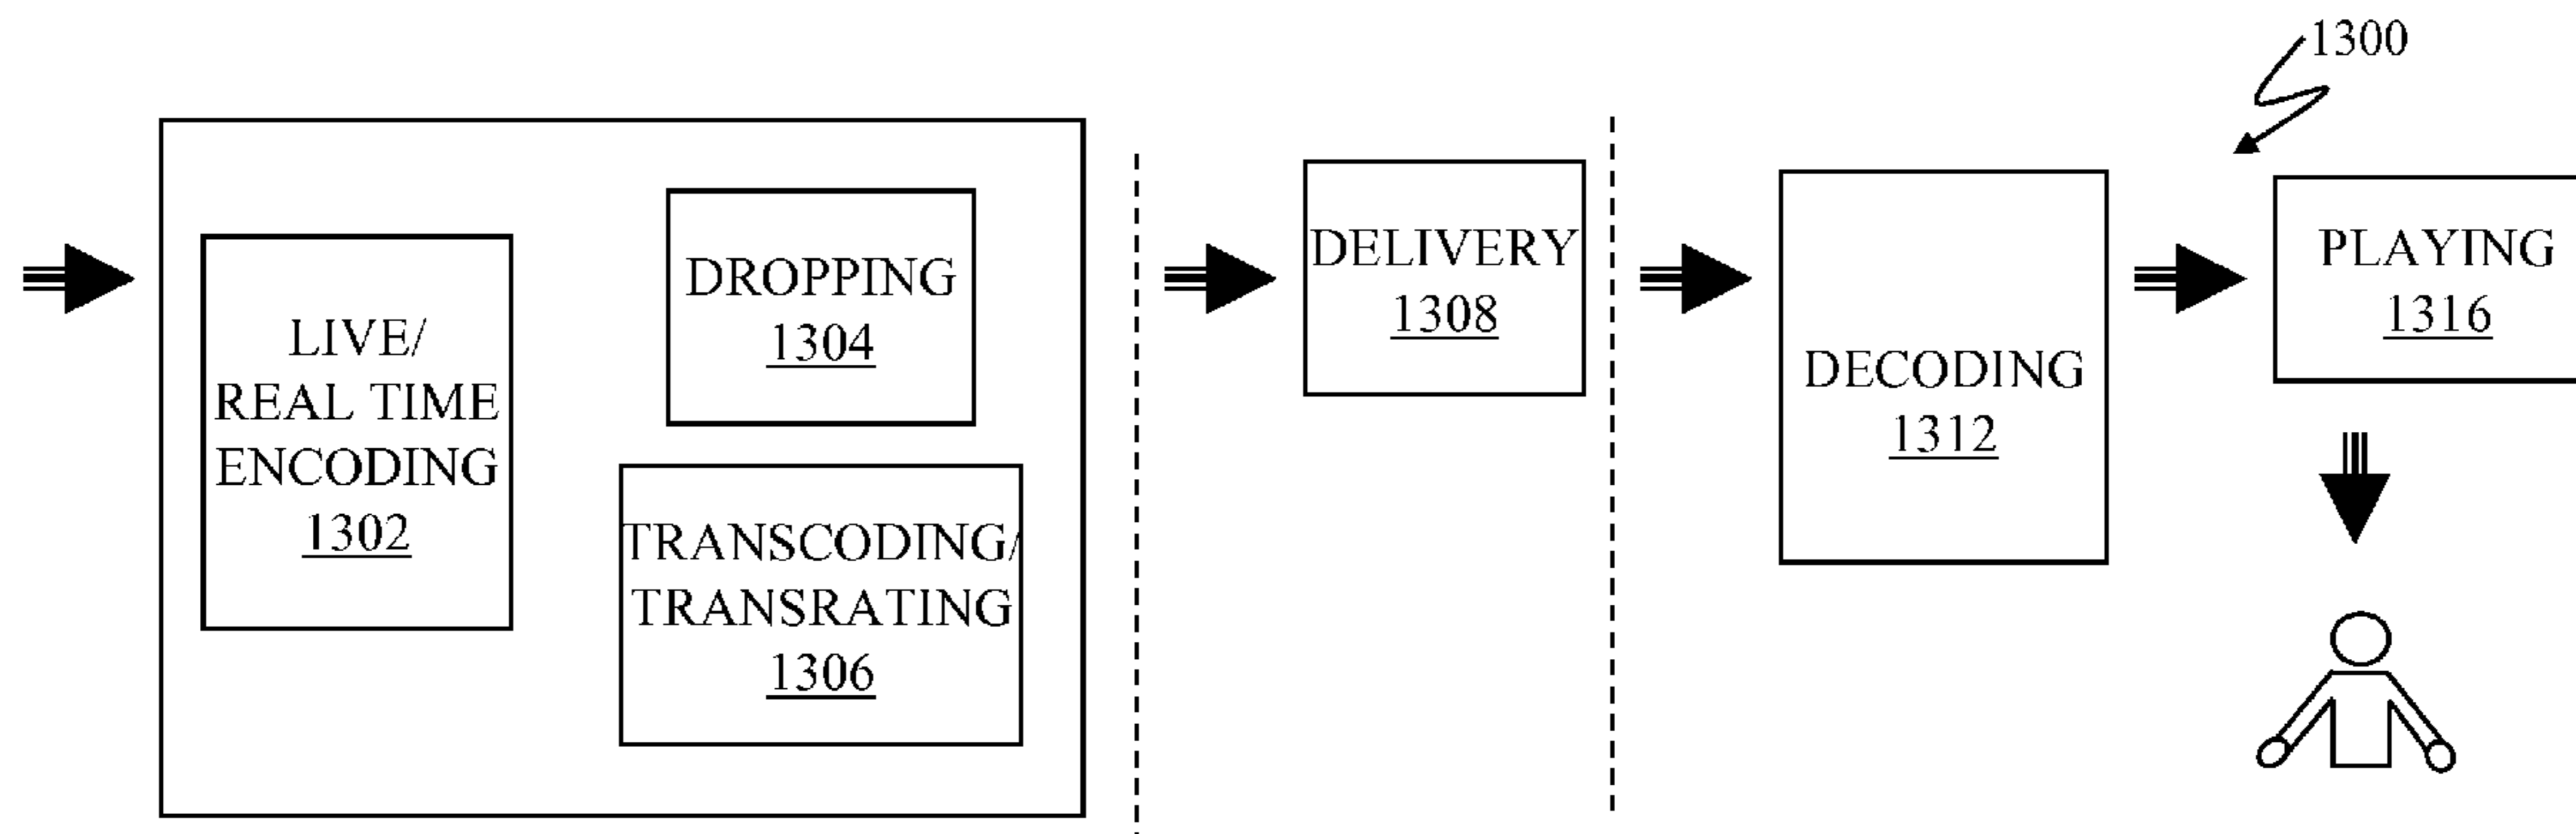 1300
LIVE/
REAL TIME
ENCODING
1302
DROPPING
1304
TRANSCODING/
TRANSRATING
1306
DELIVERY
1308
DECODING
1312
PLAYING
1316